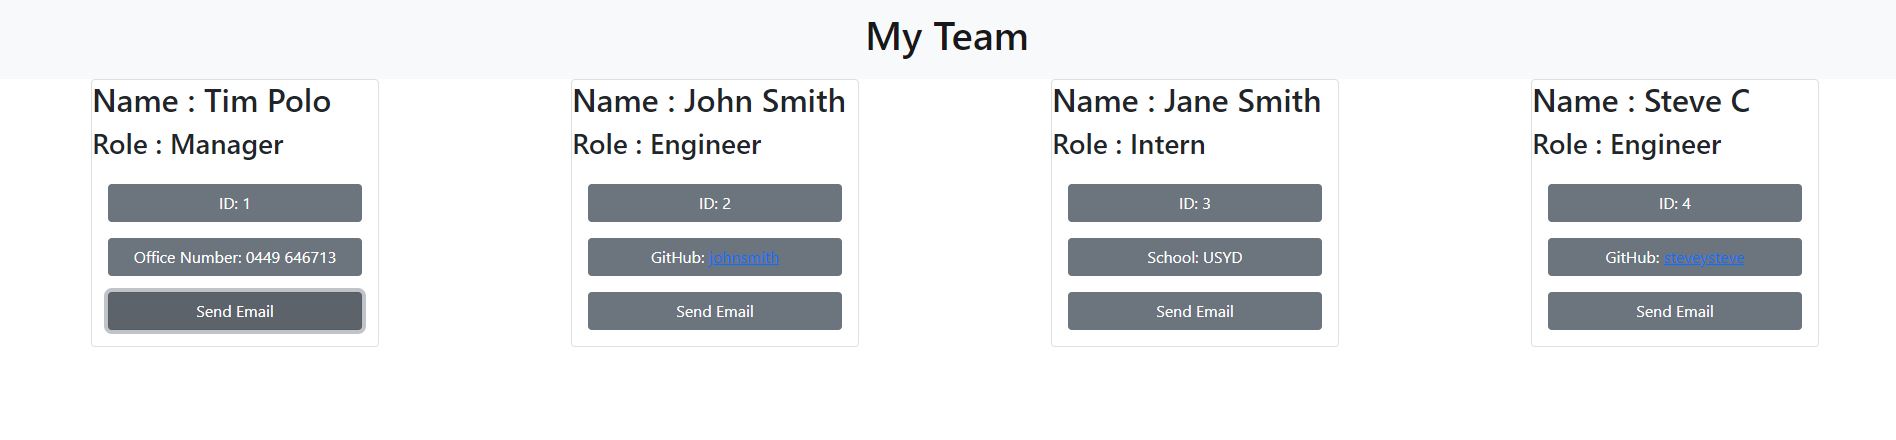 My Team
Name : Tim Polo
Role : Manager
ID: 1
Office Number: 0449 646713
Send Email
Name : John Smith
Role : Engineer
ID: 2
GitHub: johnsmith
Send Email
Name : Jane Smith
Role : Intern
ID: 3
School: USYD
Send Email
Name : Steve C
Role : Engineer
ID: 4
GitHub: steveysteve
Send Email